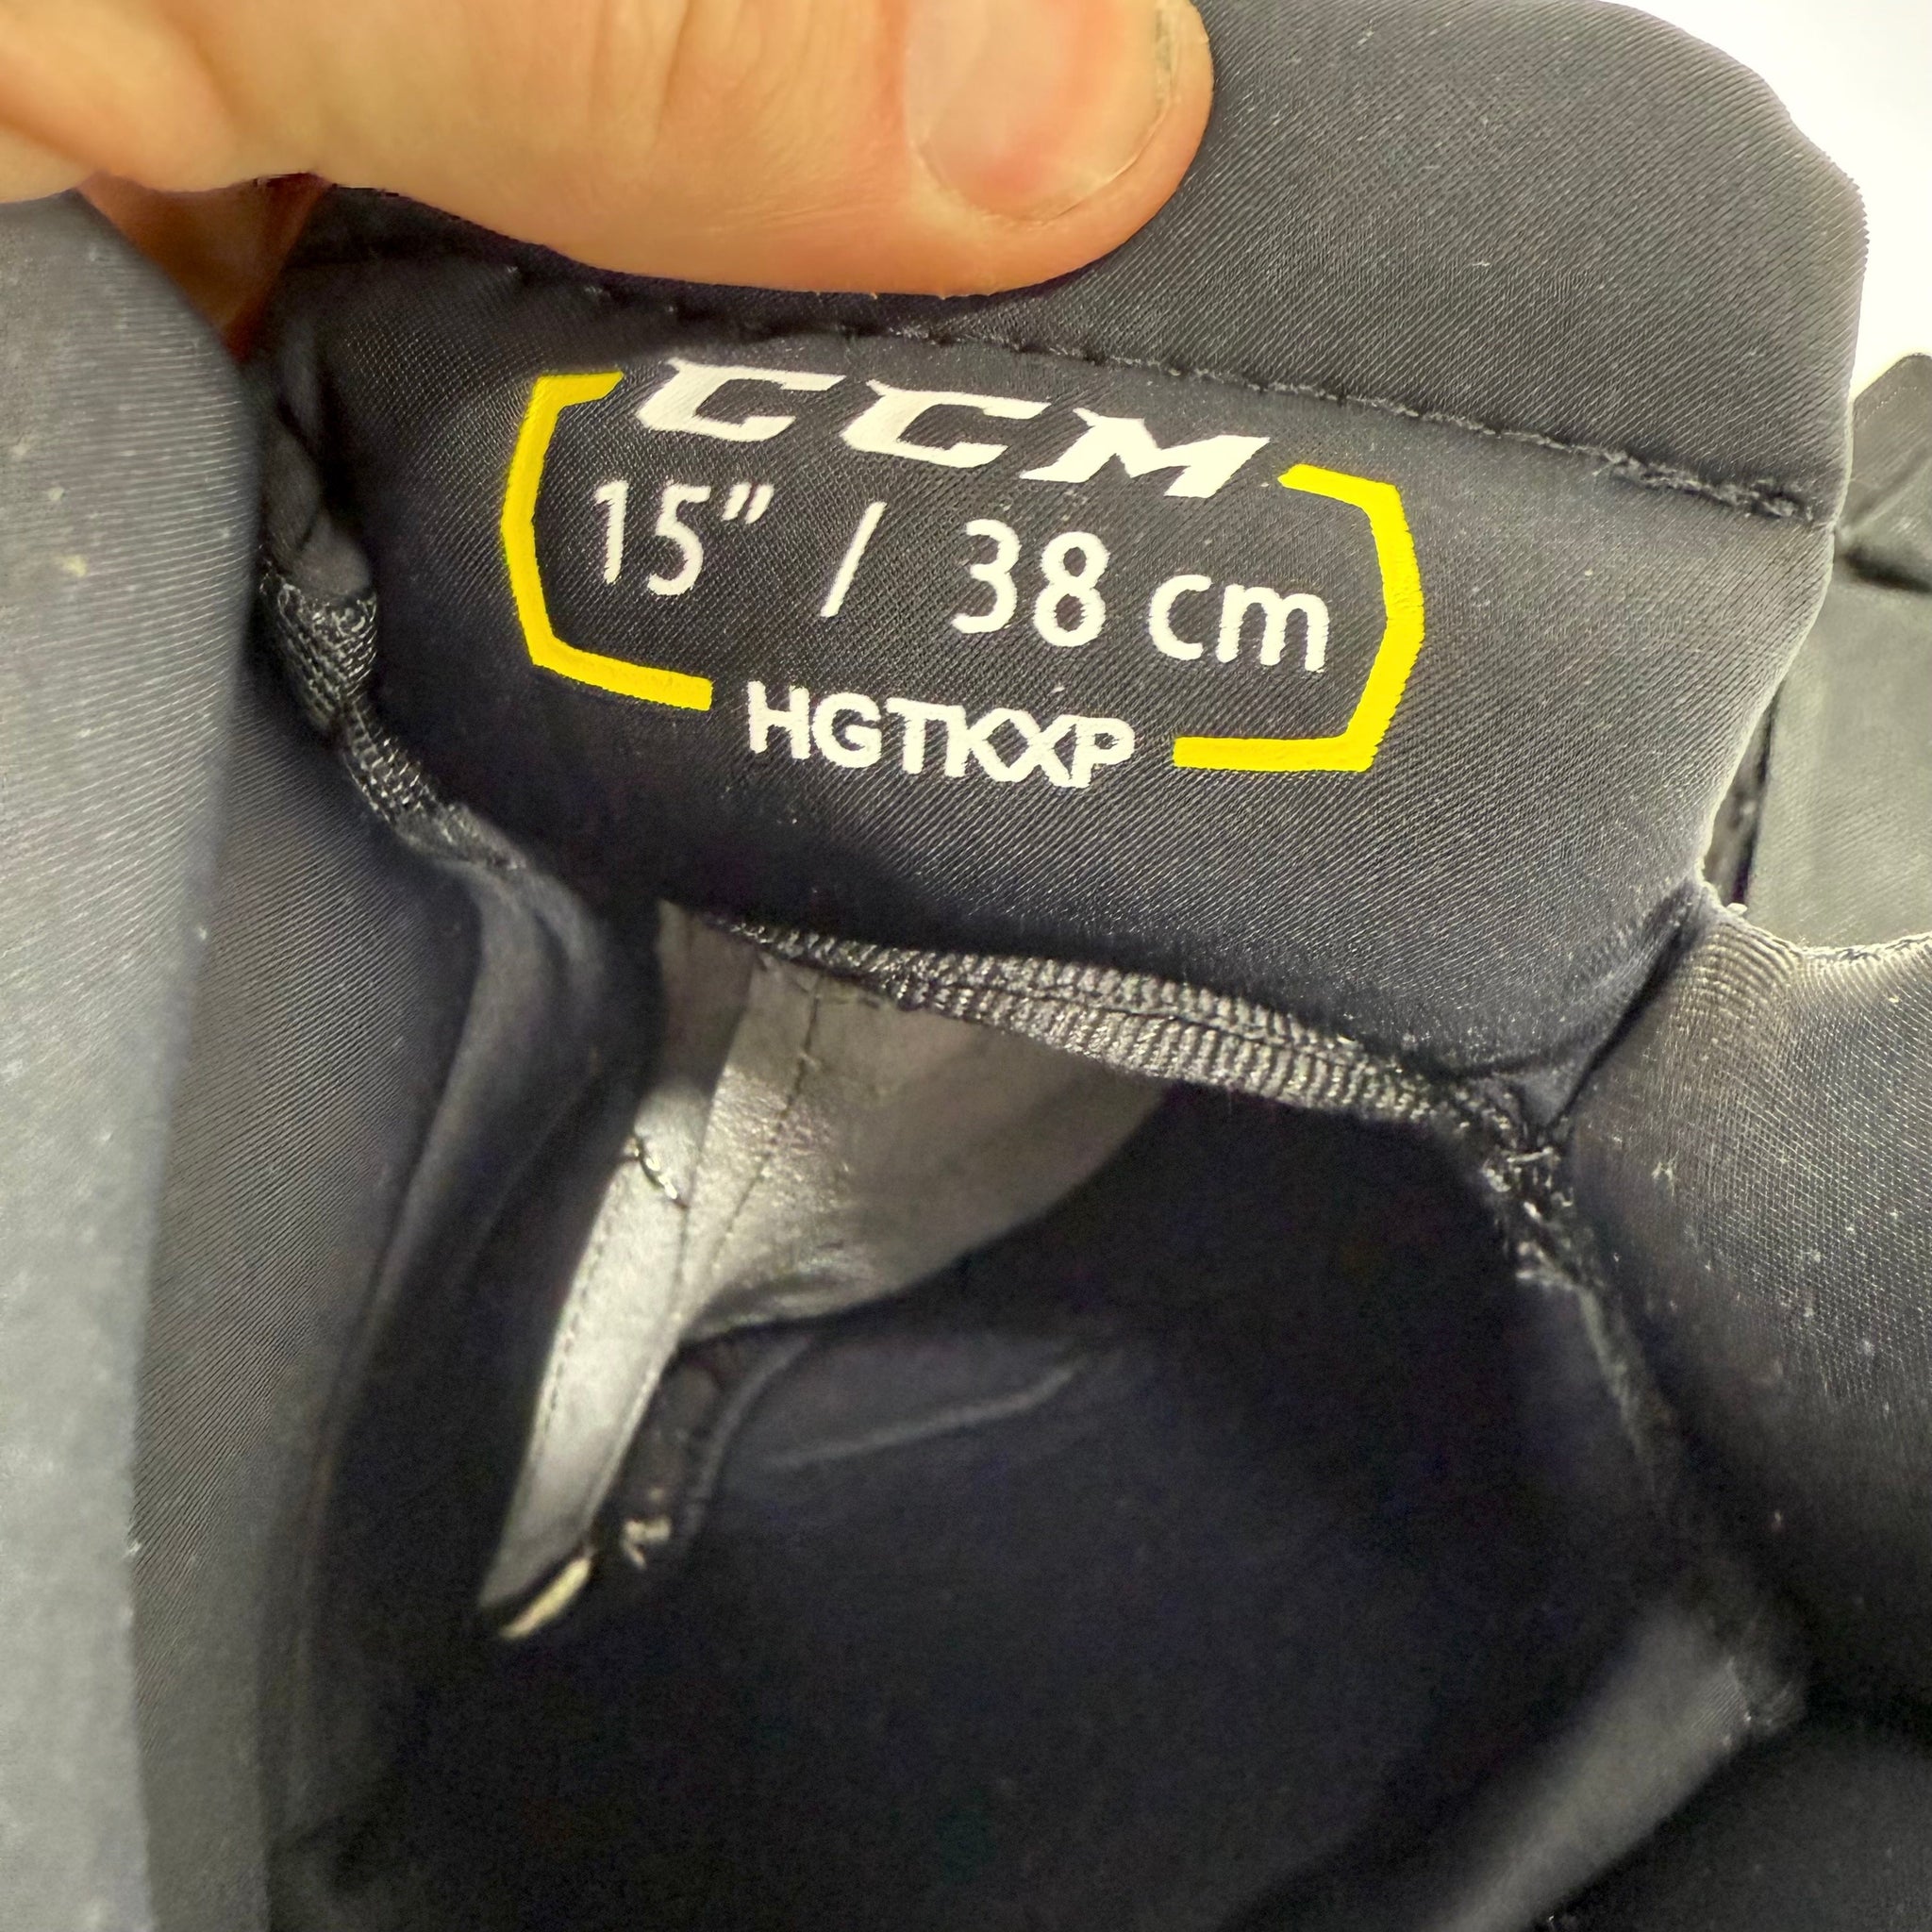 CCM
15" / 38 cm
HGTKXP